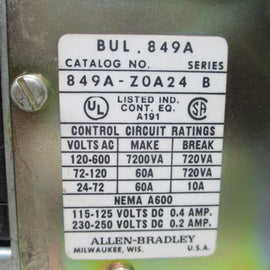 BUL. 849A
CATALOG NO. SERIES
849A-Z0A24 B
UL LISTED IND. CONT. EQ. A191 SA
CONTROL CIRCUIT RATINGS
VOLTS AC MAKE BREAK
120-600 7200VA 720VA
72-120 60A 720VA
24-72 60A 10A
NEMA A600
115-125 VOLTS DC 0.4 AMP.
230-250 VOLTS DC 0.2 AMP.
ALLEN-BRADLEY
MILWAUKEE, WIS. U.S.A.